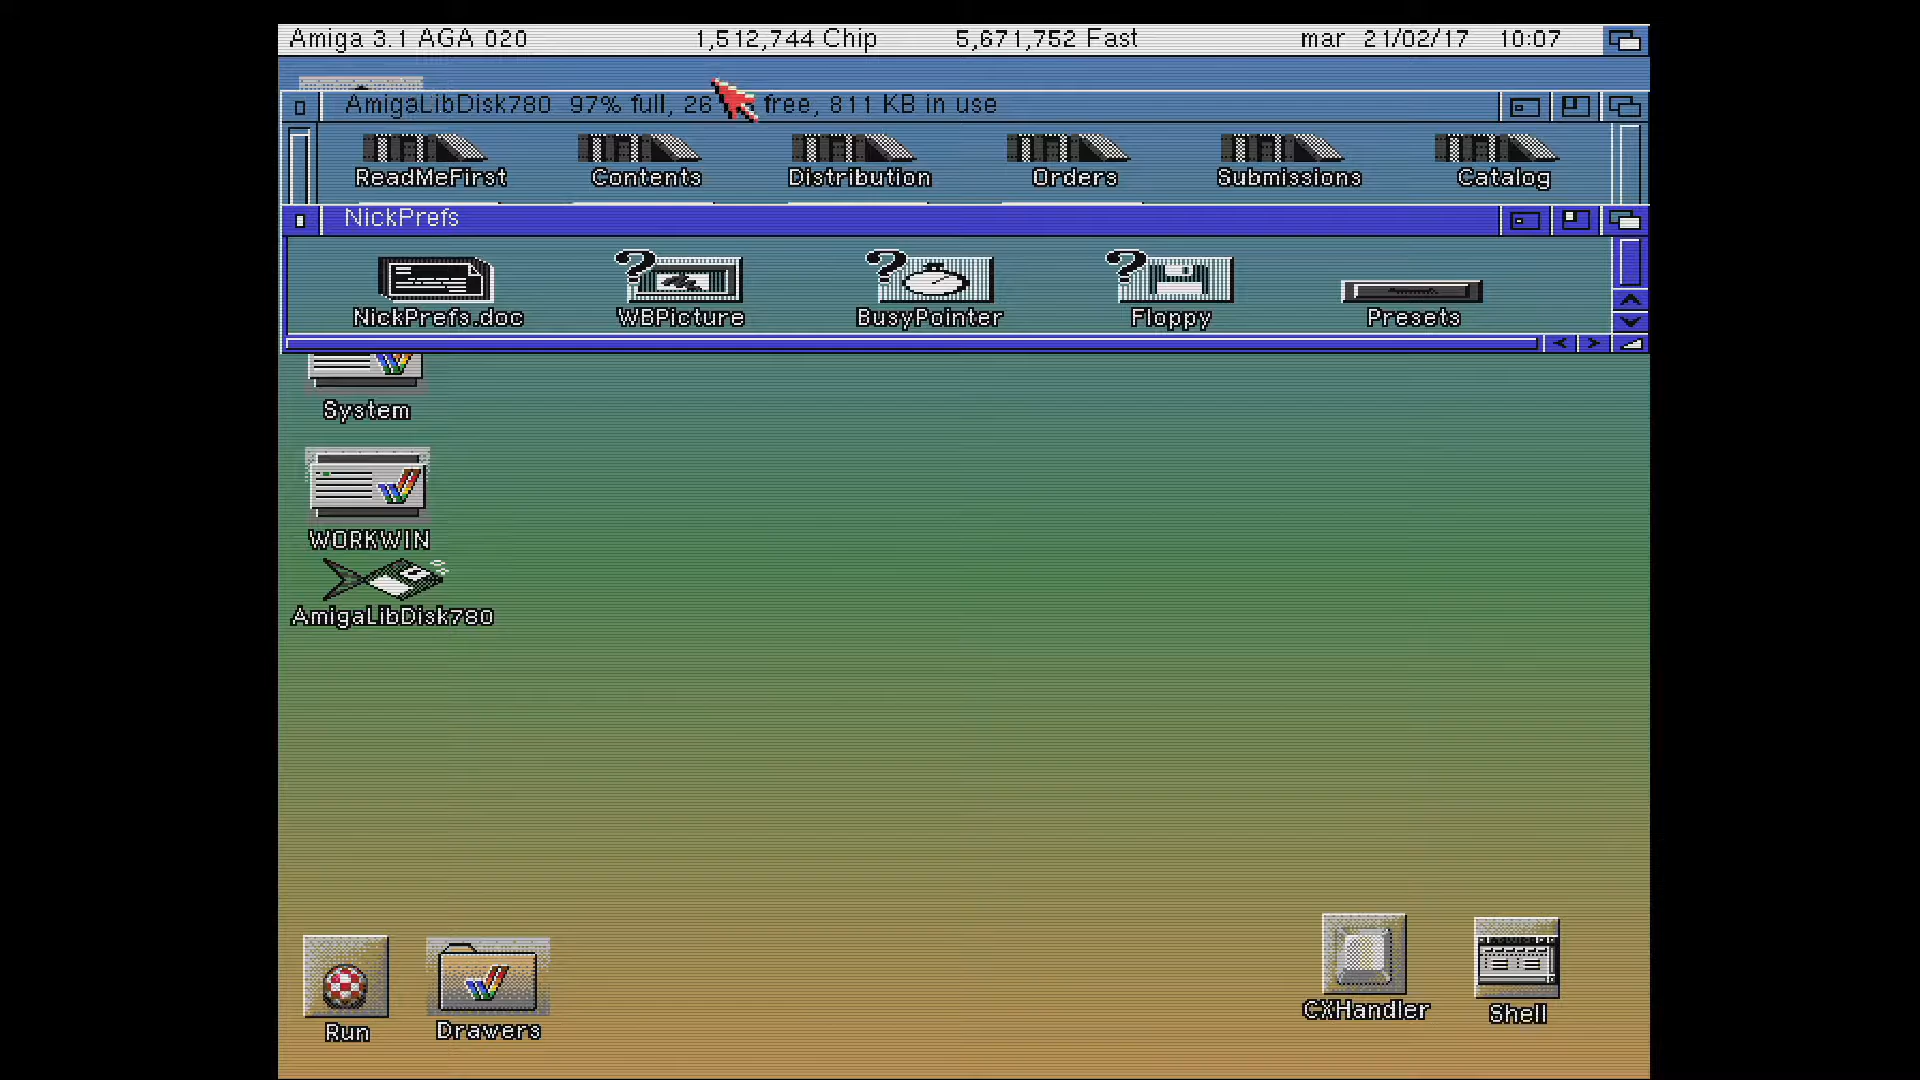 Amiga 3.1 AGA 020 1,512,744 Chip 5,671,752 Fast mar 21/02/17 10:07
AmigaLibDisk780 97% full, 26 free, 811 KB in use
ReadMeFirst Contents Distribution Orders Submissions Catalog
NickPrefs
NickPrefs.doc WBPicture BusyPointer Floppy Presets
System
WORKWIN
AmigaLibDisk780
Run Drawers CXHandler Shell